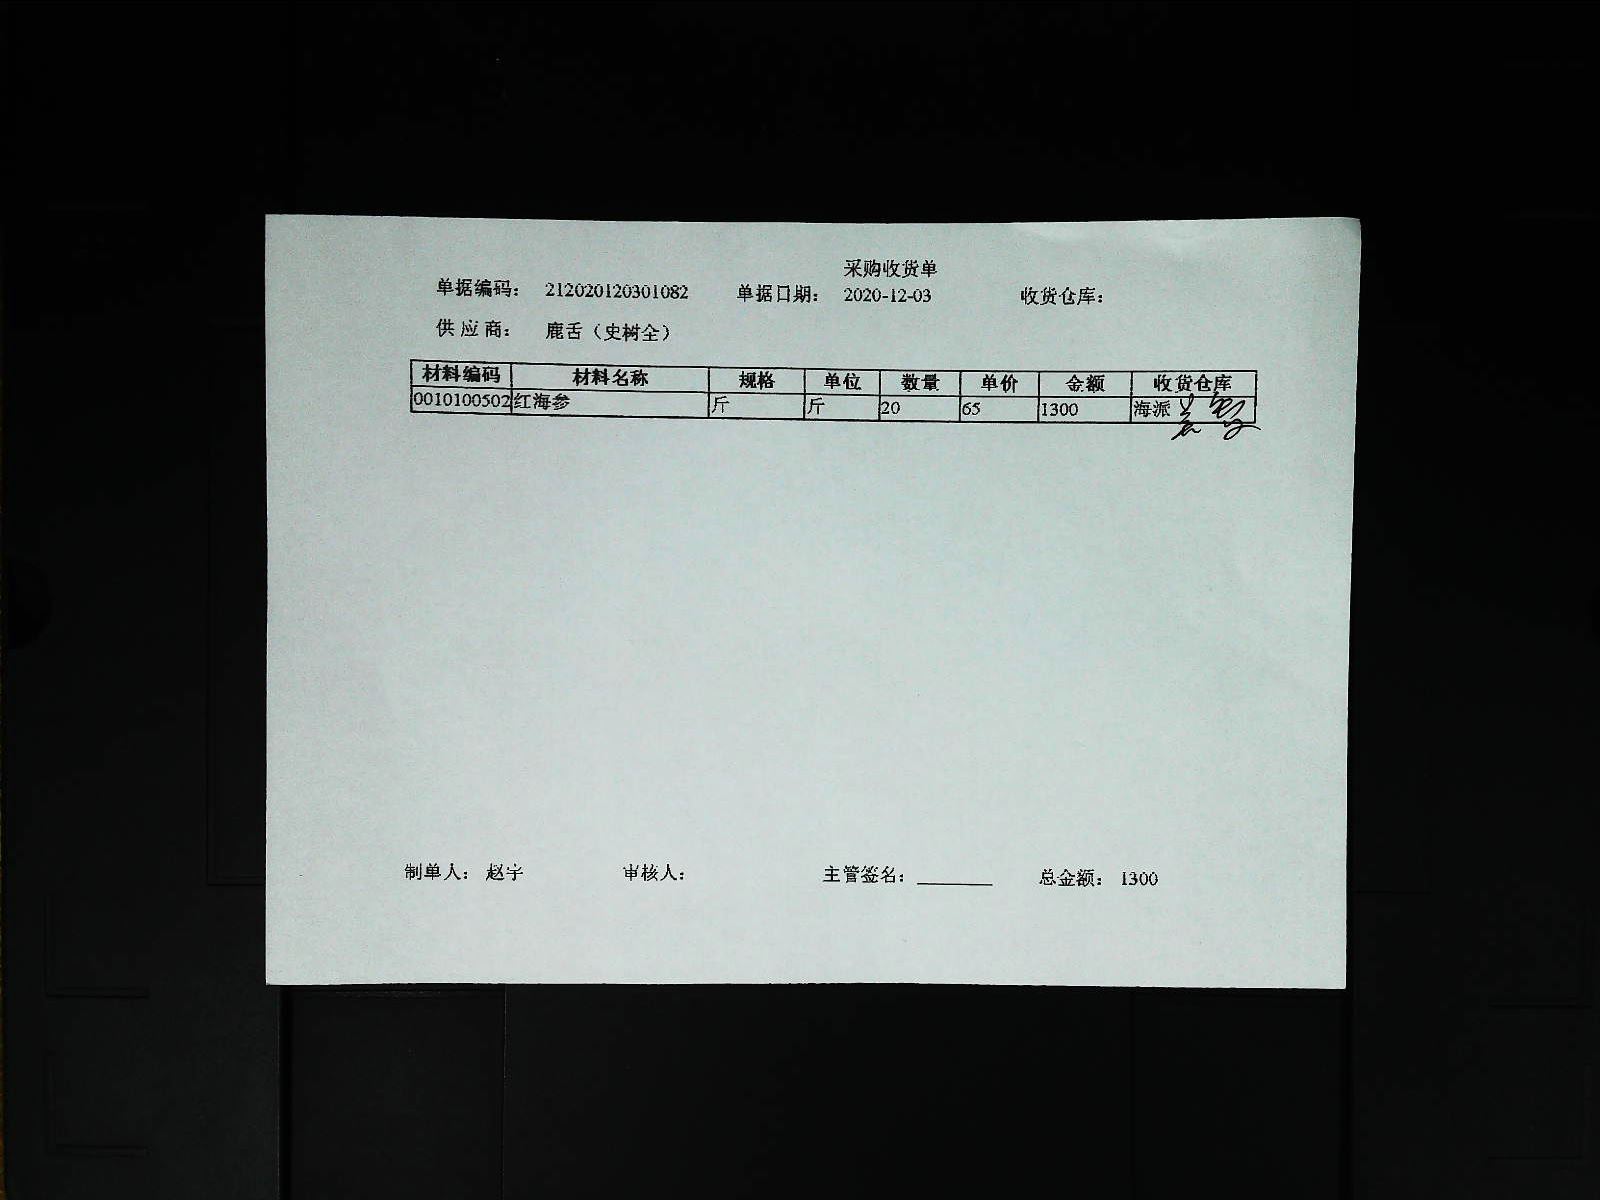 采购收货单
单据编码： 212020120301082 单据日期： 2020-12-03 收货仓库：
供 应 商： 鹿舌（史树全）
材料编码 材料名称 规格 单位 数量 单价 金额 收货仓库
0010100502 红海参 斤 斤 20 65 1300 海派
制单人： 赵宇 审核人： 主管签名： 总金额： 1300